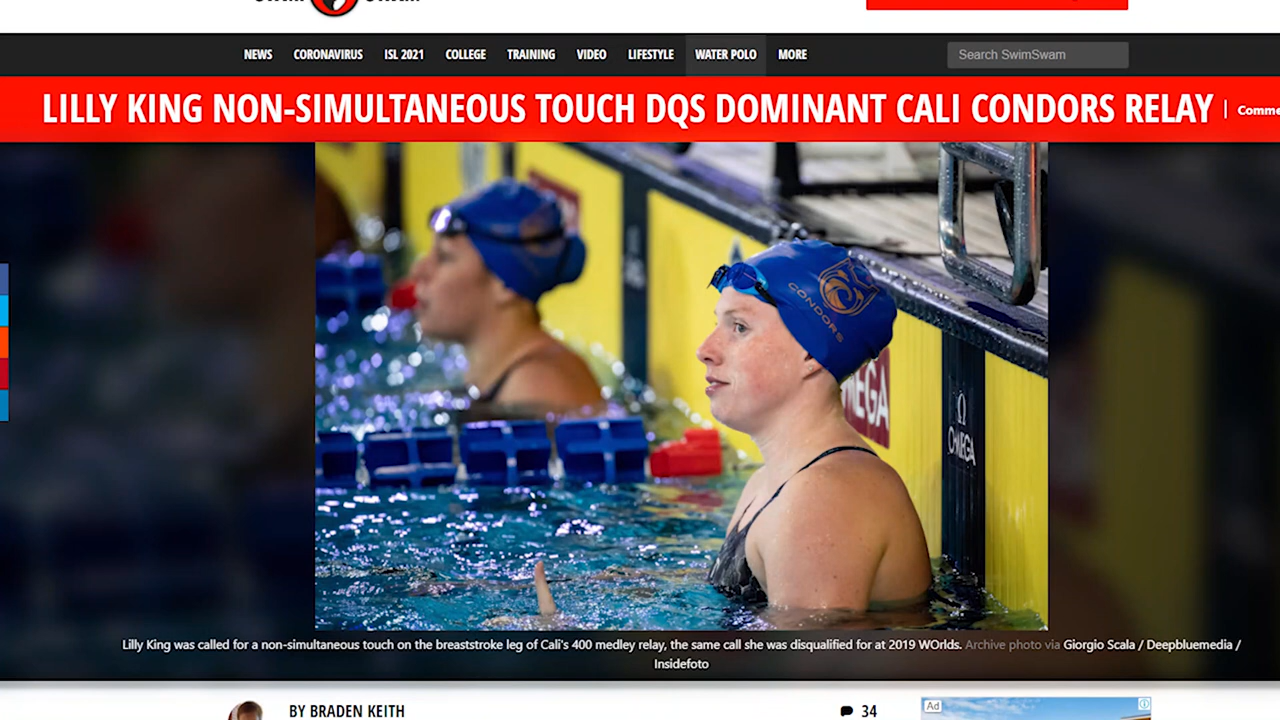 NEWS CORONAVIRUS ISL 2021 COLLEGE TRAINING VIDEO LIFESTYLE WATER POLO MORE Search SwimSwam
LILLY KING NON-SIMULTANEOUS TOUCH DQS DOMINANT CALI CONDORS RELAY |
CONDORS
OMEGA
Lilly King was called for a non-simultaneous touch on the breaststroke leg of Cali's 400 medley relay, the same call she was disqualified for at 2019 WOrlds. Archive photo via Giorgio Scala / Deepbluemedia /
Insidefoto
BY BRADEN KEITH 34 Ad